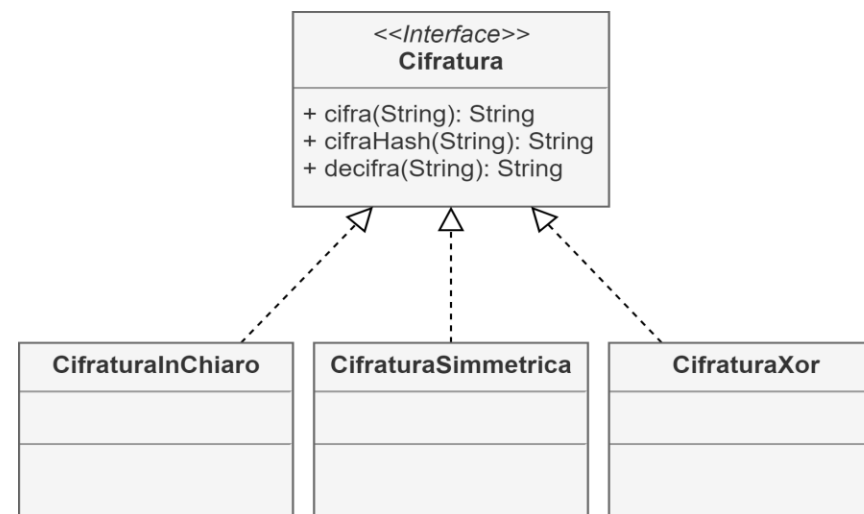 <<Interface>>
Cifratura
+ cifra(String): String
+ cifraHash(String): String
+ decifra(String): String
CifraturaInChiaro
CifraturaSimmetrica
CifraturaXor